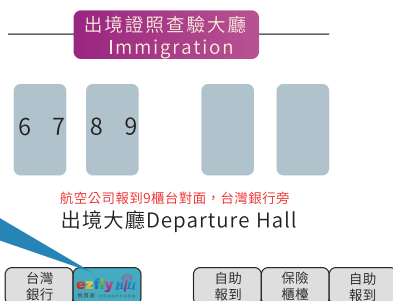 出境證照查驗大廳
Immigration
6 7 8 9
航空公司報到9櫃台對面，台灣銀行旁
出境大廳Departure Hall
台灣
銀行
ezfly
自助
報到
保險
櫃檯
自助
報到